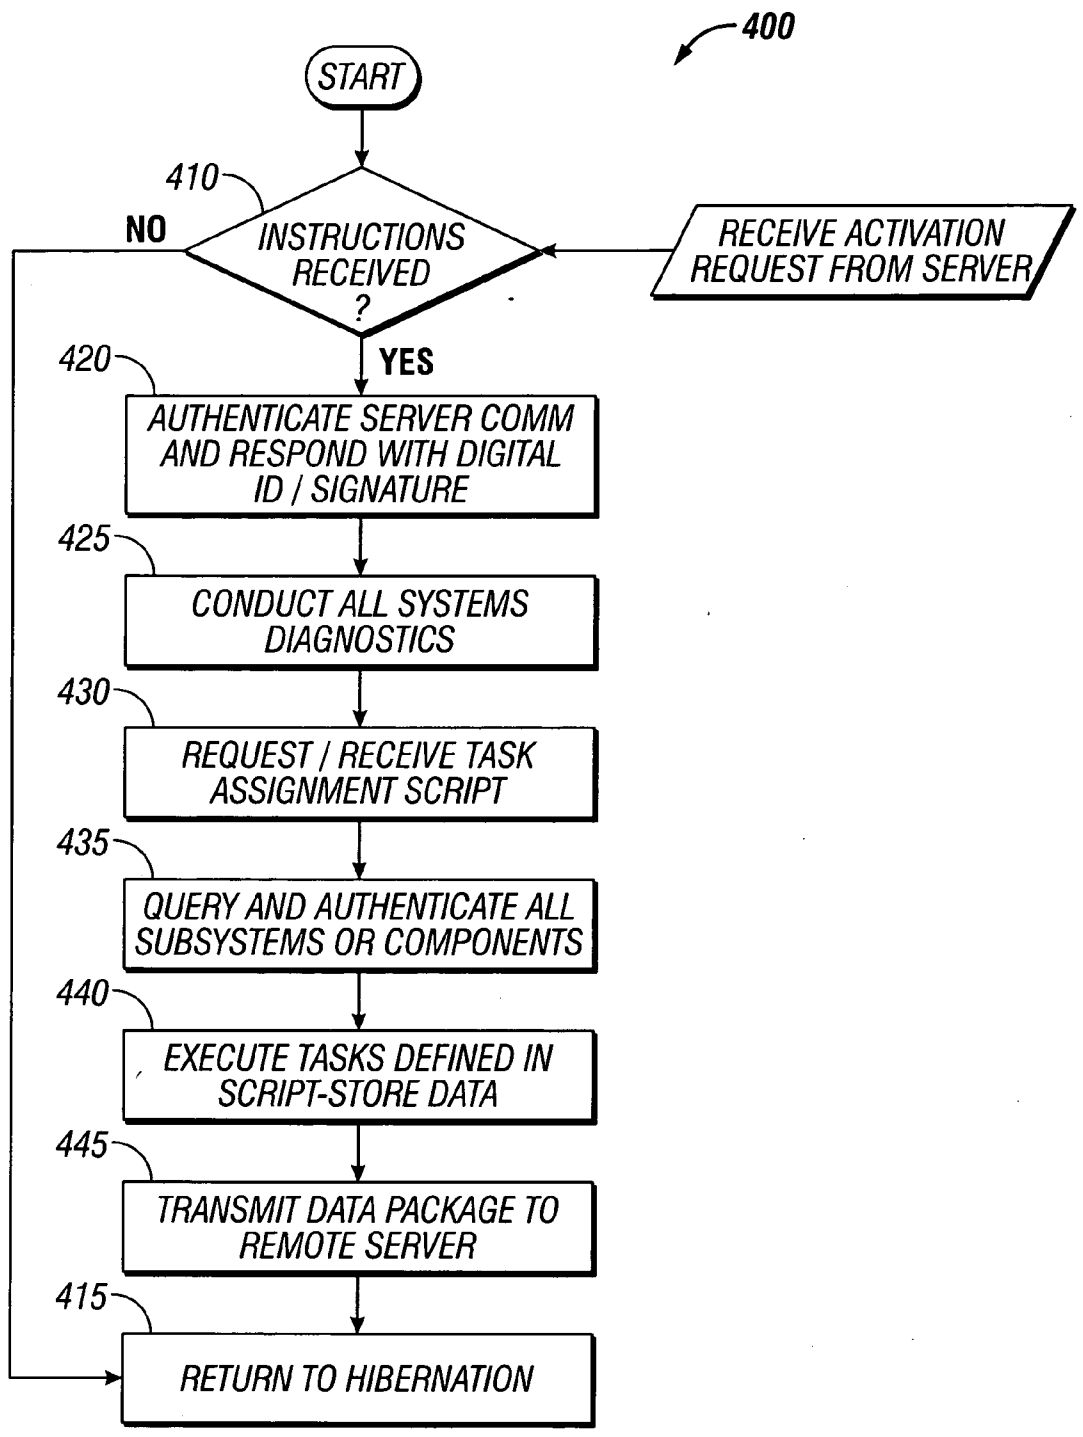 400
START
410
NO
INSTRUCTIONS
RECEIVED
?
RECEIVE ACTIVATION
REQUEST FROM SERVER
YES
420
AUTHENTICATE SERVER COMM
AND RESPOND WITH DIGITAL
ID / SIGNATURE
425
CONDUCT ALL SYSTEMS
DIAGNOSTICS
430
REQUEST / RECEIVE TASK
ASSIGNMENT SCRIPT
435
QUERY AND AUTHENTICATE ALL
SUBSYSTEMS OR COMPONENTS
440
EXECUTE TASKS DEFINED IN
SCRIPT-STORE DATA
445
TRANSMIT DATA PACKAGE TO
REMOTE SERVER
415
RETURN TO HIBERNATION